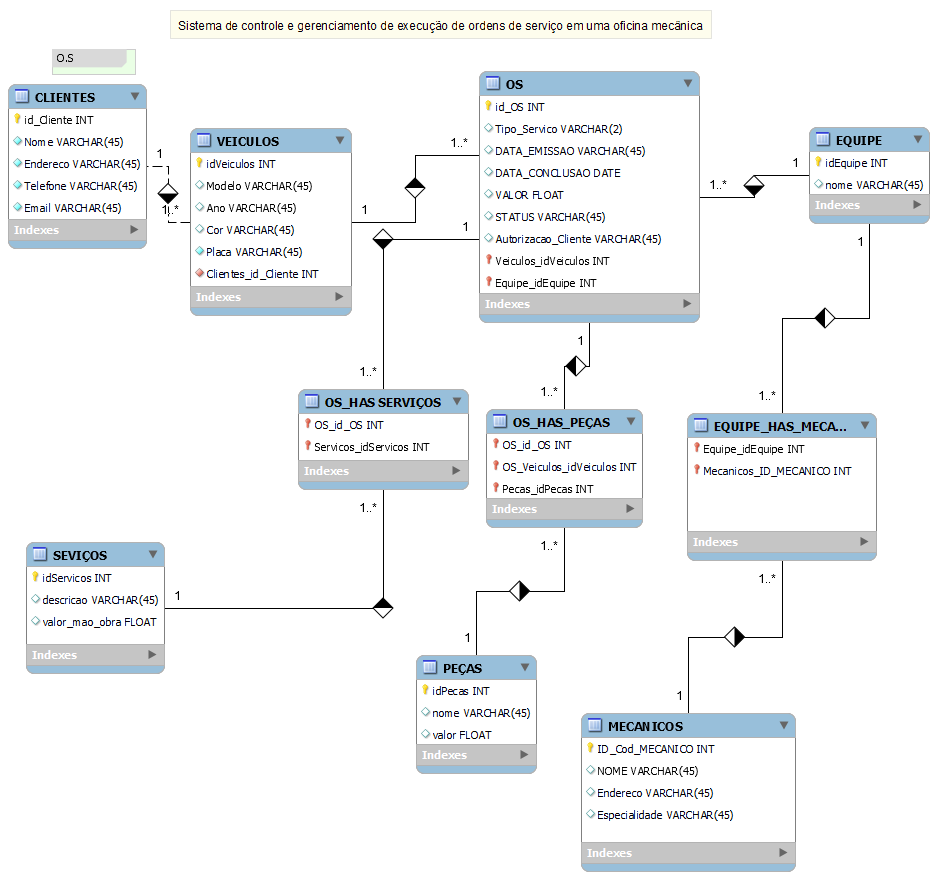 Sistema de controle e gerenciamento de execução de ordens de serviço em uma oficina mecânica
O.S
CLIENTES
id_Cliente INT
Nome VARCHAR(45)
Endereco VARCHAR(45)
Telefone VARCHAR(45)
Email VARCHAR(45)
Indexes
1
1..*
VEICULOS
idVeiculos INT
Modelo VARCHAR(45)
Ano VARCHAR(45)
Cor VARCHAR(45)
Placa VARCHAR(45)
Clientes_id_Cliente INT
Indexes
1
1..*
1
OS
id_OS INT
Tipo_Servico VARCHAR(2)
DATA_EMISSAO VARCHAR(45)
DATA_CONCLUSAO DATE
VALOR FLOAT
STATUS VARCHAR(45)
Autorizacao_Cliente VARCHAR(45)
Veiculos_idVeiculos INT
Equipe_idEquipe INT
Indexes
1..*
1
EQUIPE
idEquipe INT
nome VARCHAR(45)
Indexes
1
1..*
1
1..*
1..*
OS_HAS SERVIÇOS
OS_id_OS INT
Servicos_idServicos INT
Indexes
1..*
OS_HAS_PEÇAS
OS_id_OS INT
OS_Veiculos_idVeiculos INT
Pecas_idPecas INT
Indexes
1..*
EQUIPE_HAS_MECA...
Equipe_idEquipe INT
Mecanicos_ID_MECANICO INT
Indexes
1..*
SEVIÇOS
idServicos INT
descricao VARCHAR(45)
valor_mao_obra FLOAT
Indexes
1
1
PEÇAS
idPecas INT
nome VARCHAR(45)
valor FLOAT
Indexes
1
MECANICOS
ID_Cod_MECANICO INT
NOME VARCHAR(45)
Endereco VARCHAR(45)
Especialidade VARCHAR(45)
Indexes